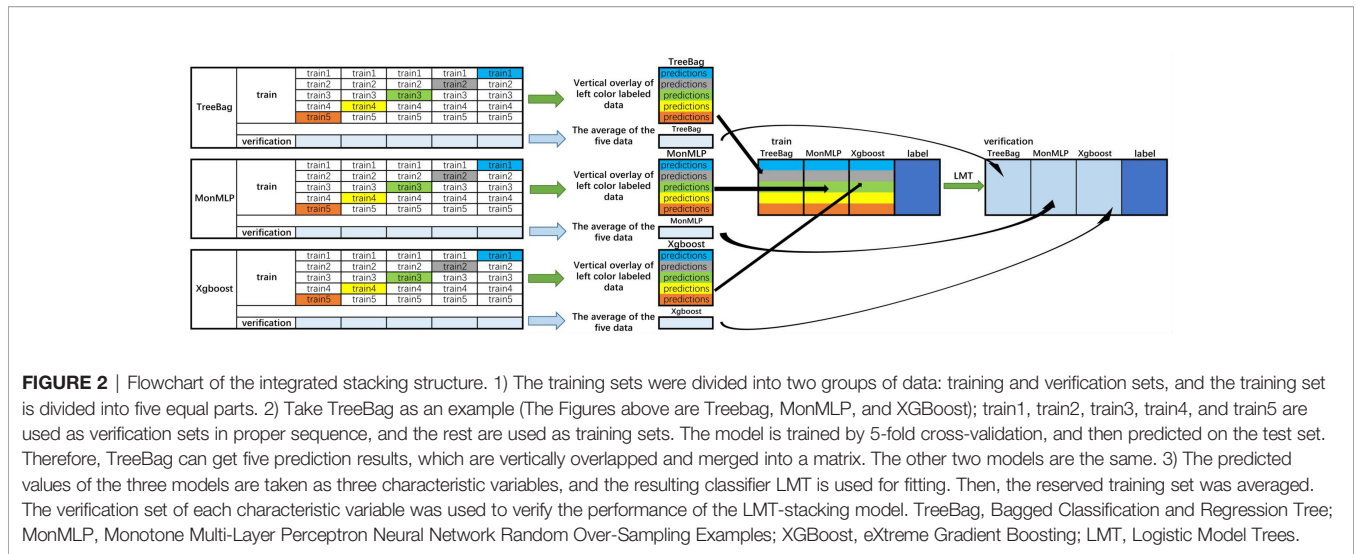 TreeBag
train
train1 train1 train1 train1 train1
train2 train2 train2 train2 train2
train3 train3 train3 train3 train3
train4 train4 train4 train4 train4
train5 train5 train5 train5 train5
verification
Vertical overlay of
left color labeled
data
The average of the
five data
TreeBag
predictions
predictions
predictions
predictions
predictions
TreeBag
MonMLP
train
train1 train1 train1 train1 train1
train2 train2 train2 train2 train2
train3 train3 train3 train3 train3
train4 train4 train4 train4 train4
train5 train5 train5 train5 train5
verification
Vertical overlay of
left color labeled
data
The average of the
five data
MonMLP
predictions
predictions
predictions
predictions
predictions
MonMLP
Xgboost
train
train1 train1 train1 train1 train1
train2 train2 train2 train2 train2
train3 train3 train3 train3 train3
train4 train4 train4 train4 train4
train5 train5 train5 train5 train5
verification
Vertical overlay of
left color labeled
data
The average of the
five data
Xgboost
predictions
predictions
predictions
predictions
predictions
Xgboost
train
TreeBag MonMLP Xgboost label
LMT
verification
TreeBag MonMLP Xgboost label
FIGURE 2 | Flowchart of the integrated stacking structure. 1) The training sets were divided into two groups of data: training and verification sets, and the training set
is divided into five equal parts. 2) Take TreeBag as an example (The Figures above are Treebag, MonMLP, and XGBoost); train1, train2, train3, train4, and train5 are
used as verification sets in proper sequence, and the rest are used as training sets. The model is trained by 5-fold cross-validation, and then predicted on the test set.
Therefore, TreeBag can get five prediction results, which are vertically overlapped and merged into a matrix. The other two models are the same. 3) The predicted
values of the three models are taken as three characteristic variables, and the resulting classifier LMT is used for fitting. Then, the reserved training set was averaged.
The verification set of each characteristic variable was used to verify the performance of the LMT-stacking model. TreeBag, Bagged Classification and Regression Tree;
MonMLP, Monotone Multi-Layer Perceptron Neural Network Random Over-Sampling Examples; XGBoost, eXtreme Gradient Boosting; LMT, Logistic Model Trees.